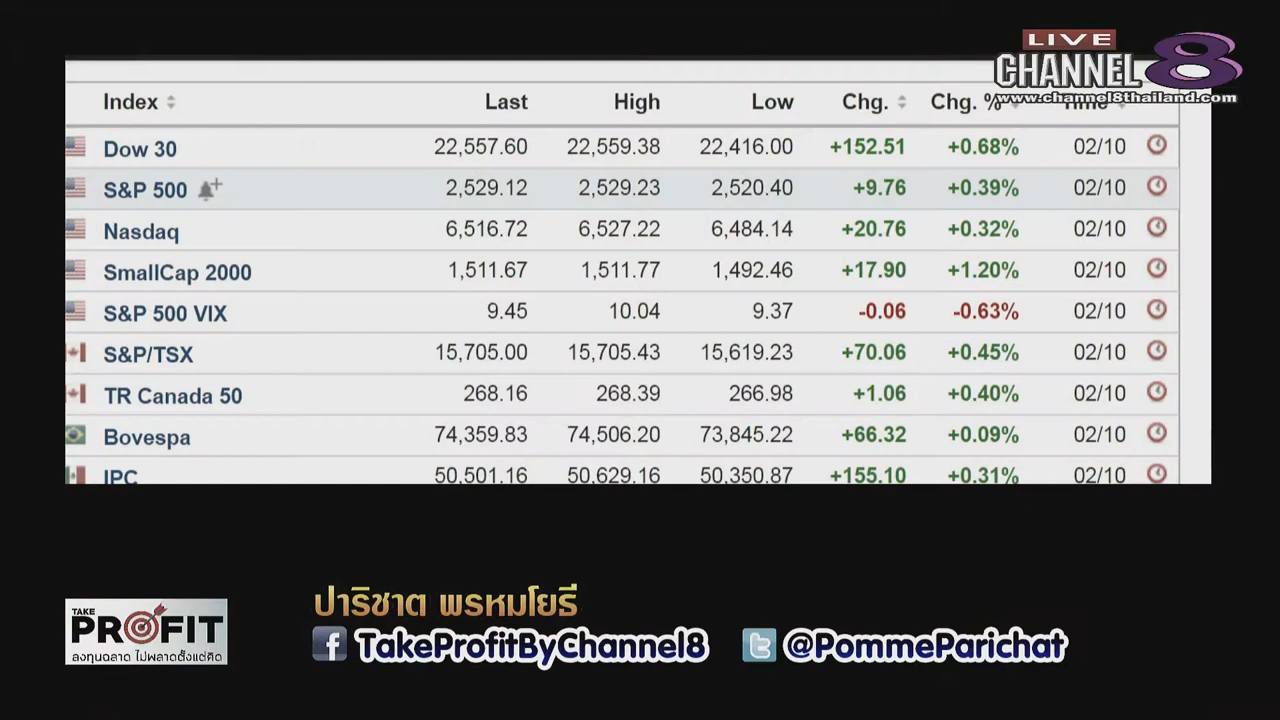 LIVE
CHANNEL 8
www.channel8thailand.com
Index Last High Low Chg. Chg. % Time
Dow 30 22,557.60 22,559.38 22,416.00 +152.51 +0.68% 02/10
S&P 500 2,529.12 2,529.23 2,520.40 +9.76 +0.39% 02/10
Nasdaq 6,516.72 6,527.22 6,484.14 +20.76 +0.32% 02/10
SmallCap 2000 1,511.67 1,511.77 1,492.46 +17.90 +1.20% 02/10
S&P 500 VIX 9.45 10.04 9.37 -0.06 -0.63% 02/10
S&P/TSX 15,705.00 15,705.43 15,619.23 +70.06 +0.45% 02/10
TR Canada 50 268.16 268.39 266.98 +1.06 +0.40% 02/10
Bovespa 74,359.83 74,506.20 73,845.22 +66.32 +0.09% 02/10
IPC 50,501.16 50,629.16 50,350.87 +155.10 +0.31% 02/10
TAKE
PROFIT
ลงทุนฉลาด ไม่พลาดตั้งแต่คิด
ปาริชาต พรหมโยธี
f TakeProfitByChannel8 t @PommeParichat